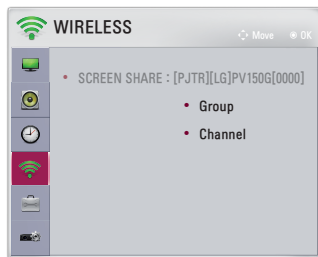 WIRELESS
Move OK
• SCREEN SHARE : [PJTR][LG]PV150G[0000]
• Group
• Channel